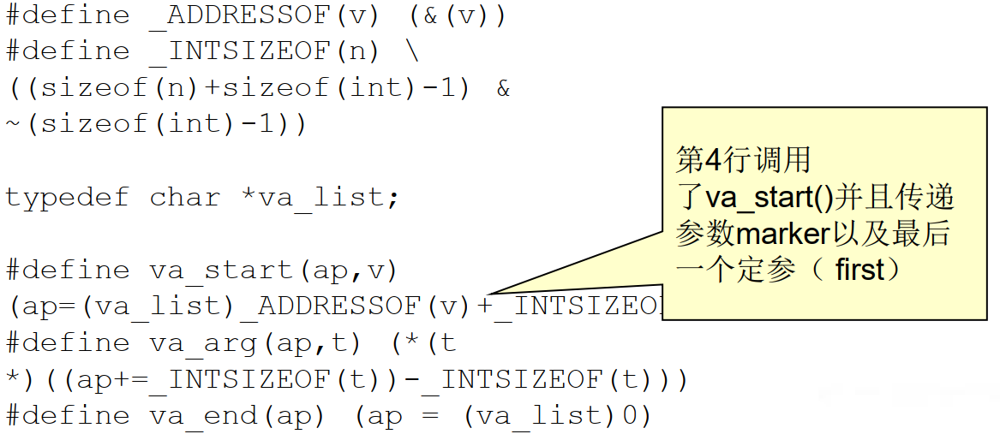 #define _ADDRESSOF(v) (&(v))
#define _INTSIZEOF(n) \
((sizeof(n)+sizeof(int)-1) &
~(sizeof(int)-1))
typedef char *va_list;
#define va_start(ap,v)
(ap=(va_list)_ADDRESSOF(v)+_INTSIZEO
#define va_arg(ap,t) (*(t
*)((ap+=_INTSIZEOF(t))-_INTSIZEOF(t)))
#define va_end(ap) (ap = (va_list)0)
第4行调用
了va_start()并且传递
参数marker以及最后
一个定参（ first）